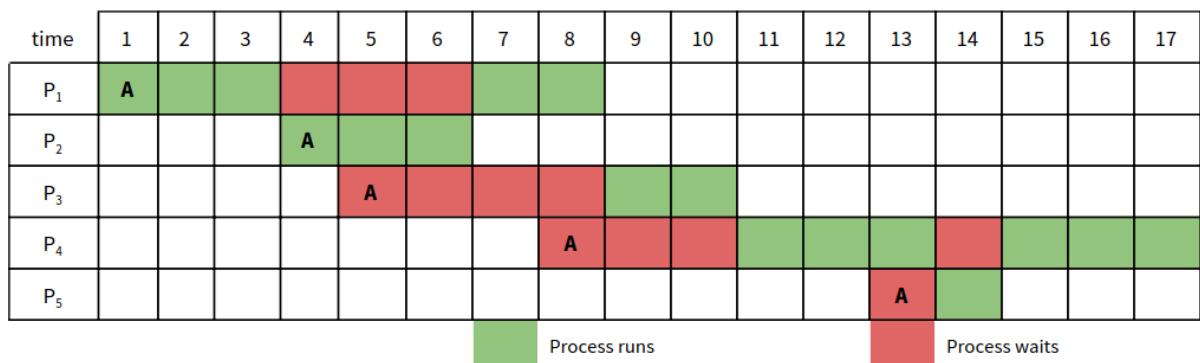 time 1 2 3 4 5 6 7 8 9 10 11 12 13 14 15 16 17
P₁ A
P₂ A
P₃ A
P₄ A
P₅ A
Process runs Process waits